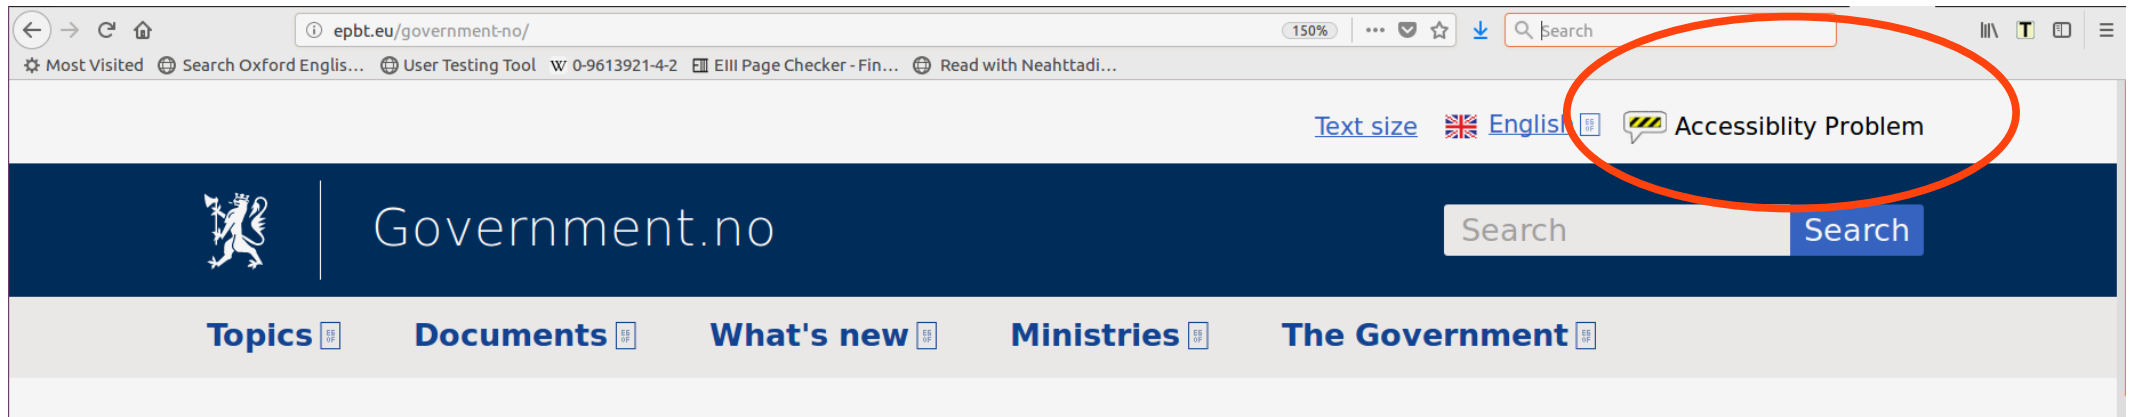 epbt.eu/government-no/ 150% Search
Most Visited Search Oxford Englis... User Testing Tool W 0-9613921-4-2 EIII Page Checker - Fin... Read with Neahttadi...
Text size English Accessiblity Problem
Government.no Search Search
Topics Documents What's new Ministries The Government